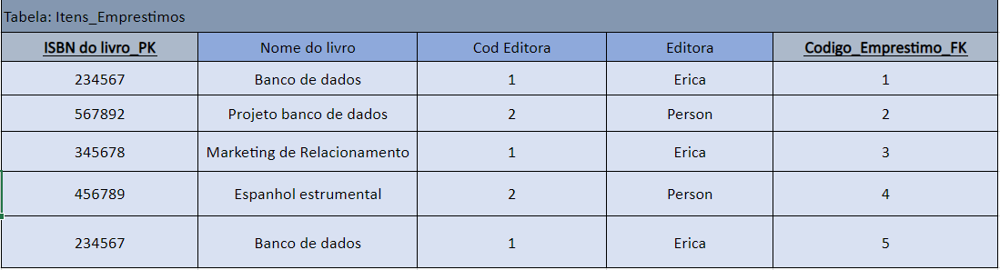 Tabela: Itens_Emprestimos
ISBN do livro_PK Nome do livro Cod Editora Editora Codigo_Emprestimo_FK
234567 Banco de dados 1 Erica 1
567892 Projeto banco de dados 2 Person 2
345678 Marketing de Relacionamento 1 Erica 3
456789 Espanhol estrumental 2 Person 4
234567 Banco de dados 1 Erica 5